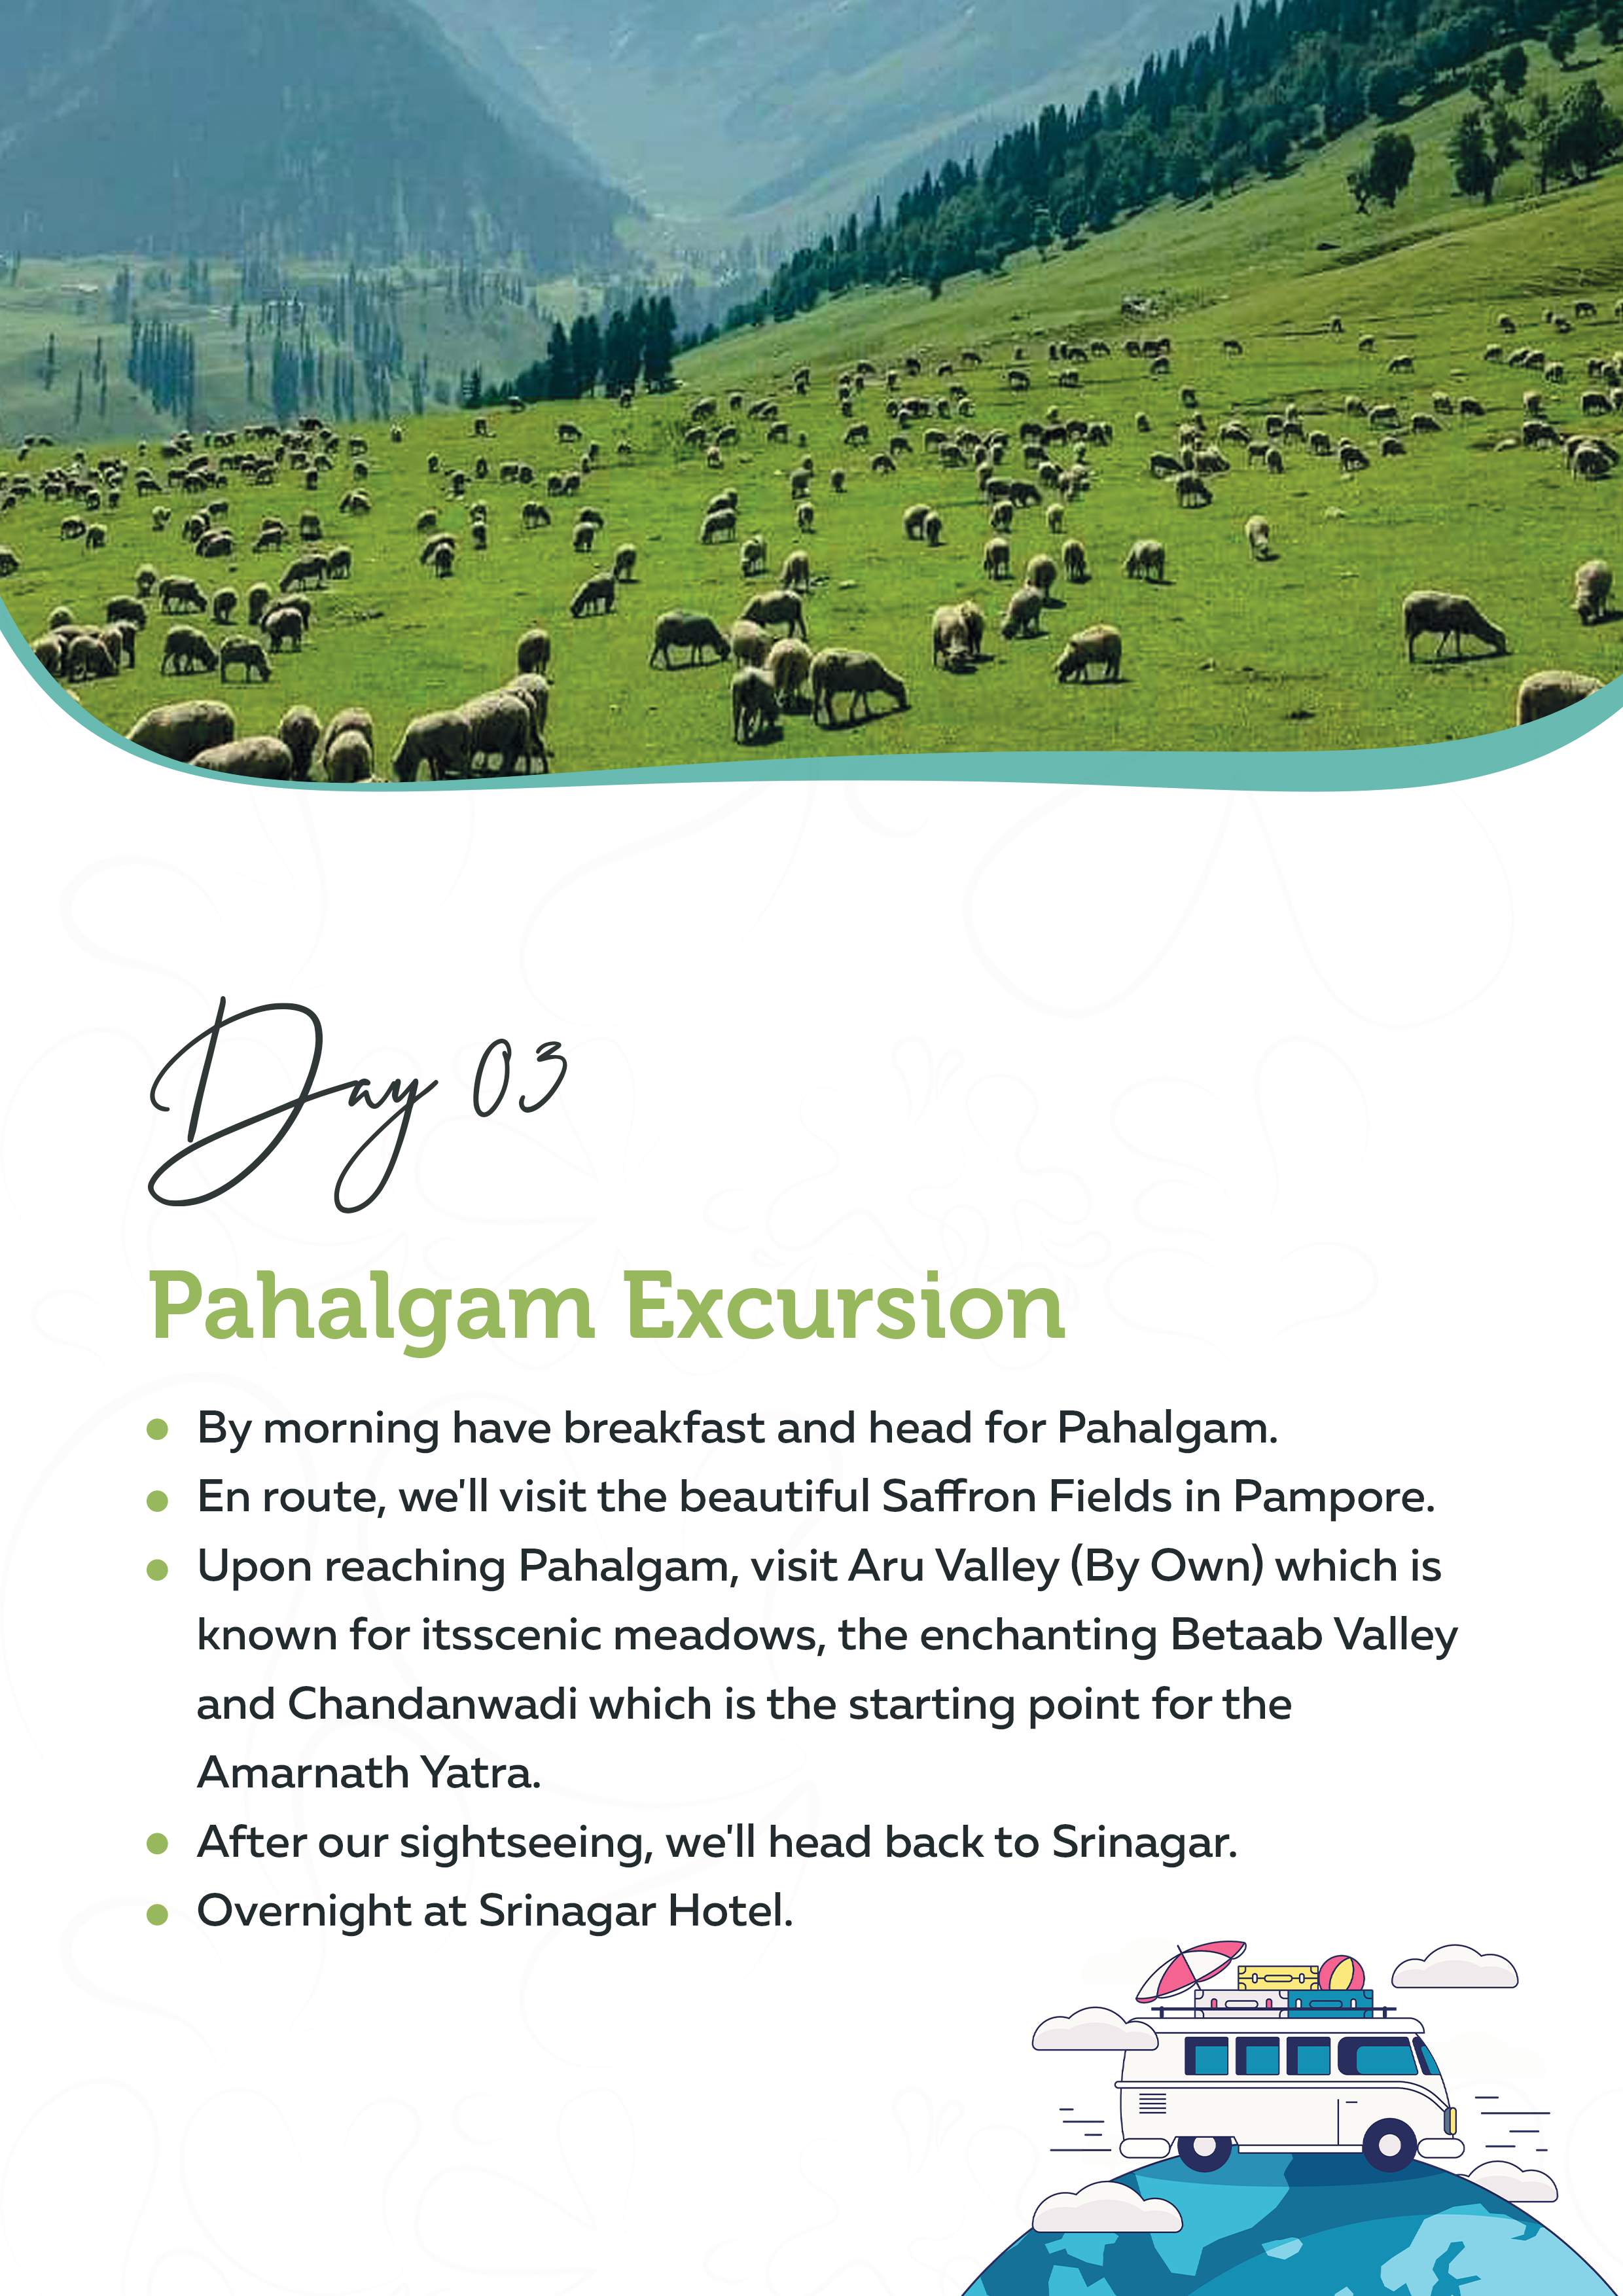 Day 03
Pahalgam Excursion
By morning have breakfast and head for Pahalgam.
En route, we'll visit the beautiful Saffron Fields in Pampore.
Upon reaching Pahalgam, visit Aru Valley (By Own) which is
known for itsscenic meadows, the enchanting Betaab Valley
and Chandanwadi which is the starting point for the
Amarnath Yatra.
After our sightseeing, we'll head back to Srinagar.
Overnight at Srinagar Hotel.